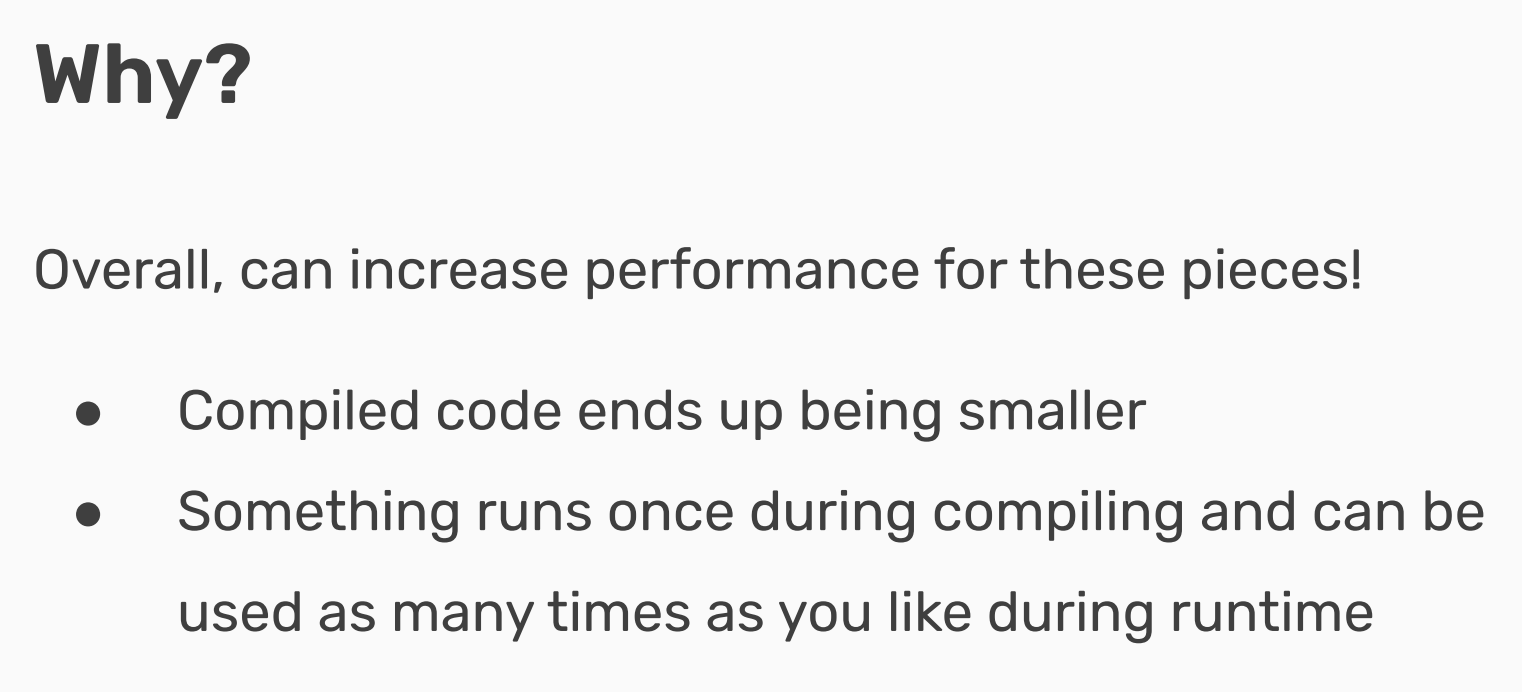 Why?
Overall, can increase performance for these pieces!
● Compiled code ends up being smaller
● Something runs once during compiling and can be
used as many times as you like during runtime